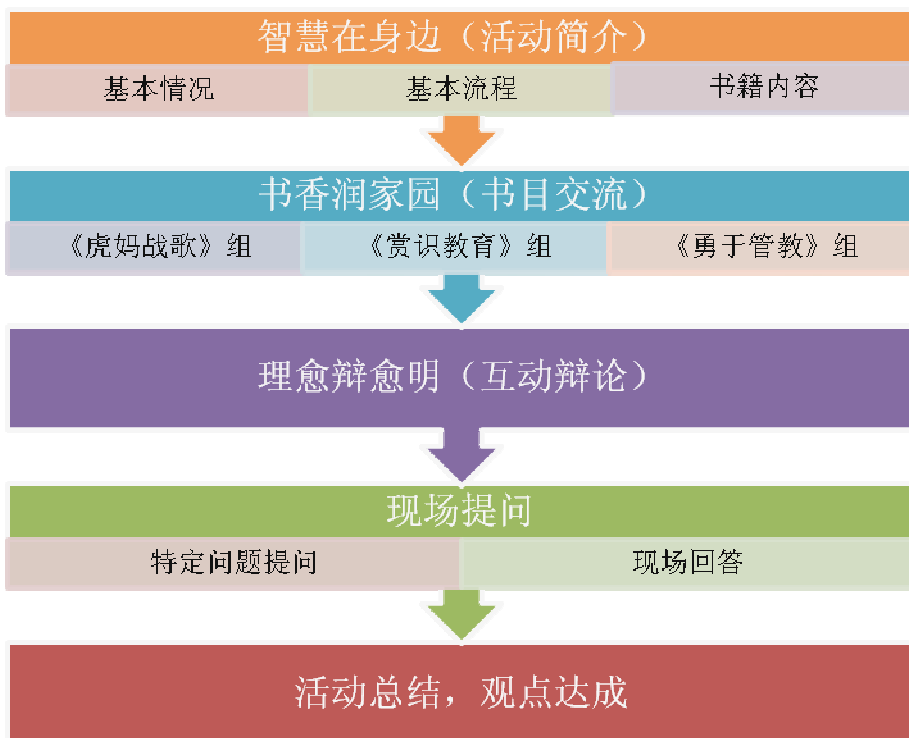 智慧在身边（活动简介）
基本情况
基本流程
书籍内容
书香润家园（书目交流）
《虎妈战歌》组
《赏识教育》组
《勇于管教》组
理愈辩愈明（互动辩论）
现场提问
特定问题提问
现场回答
活动总结，观点达成